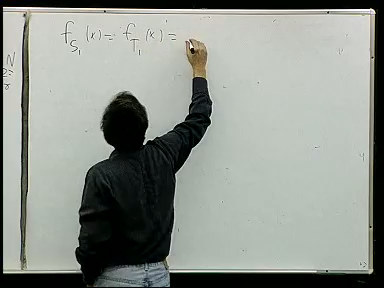 f_{S_1}(x) = f_{T_1}(x) =
N